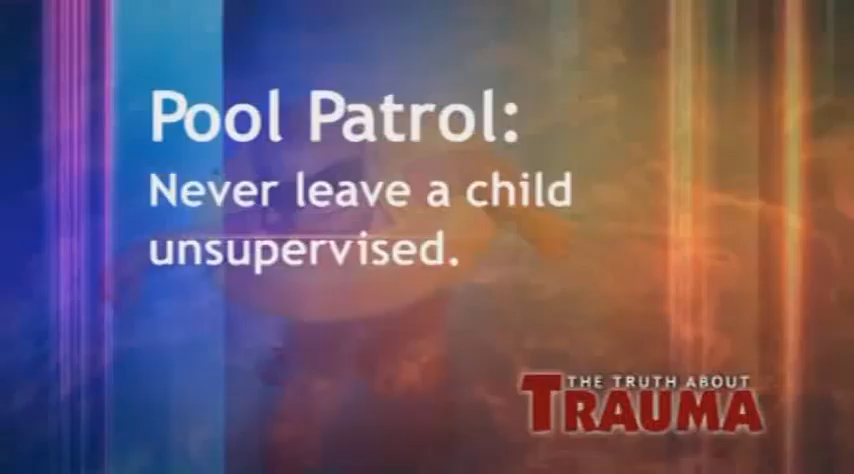 Pool Patrol:
Never leave a child
unsupervised.
THE TRUTH ABOUT
TRAUMA